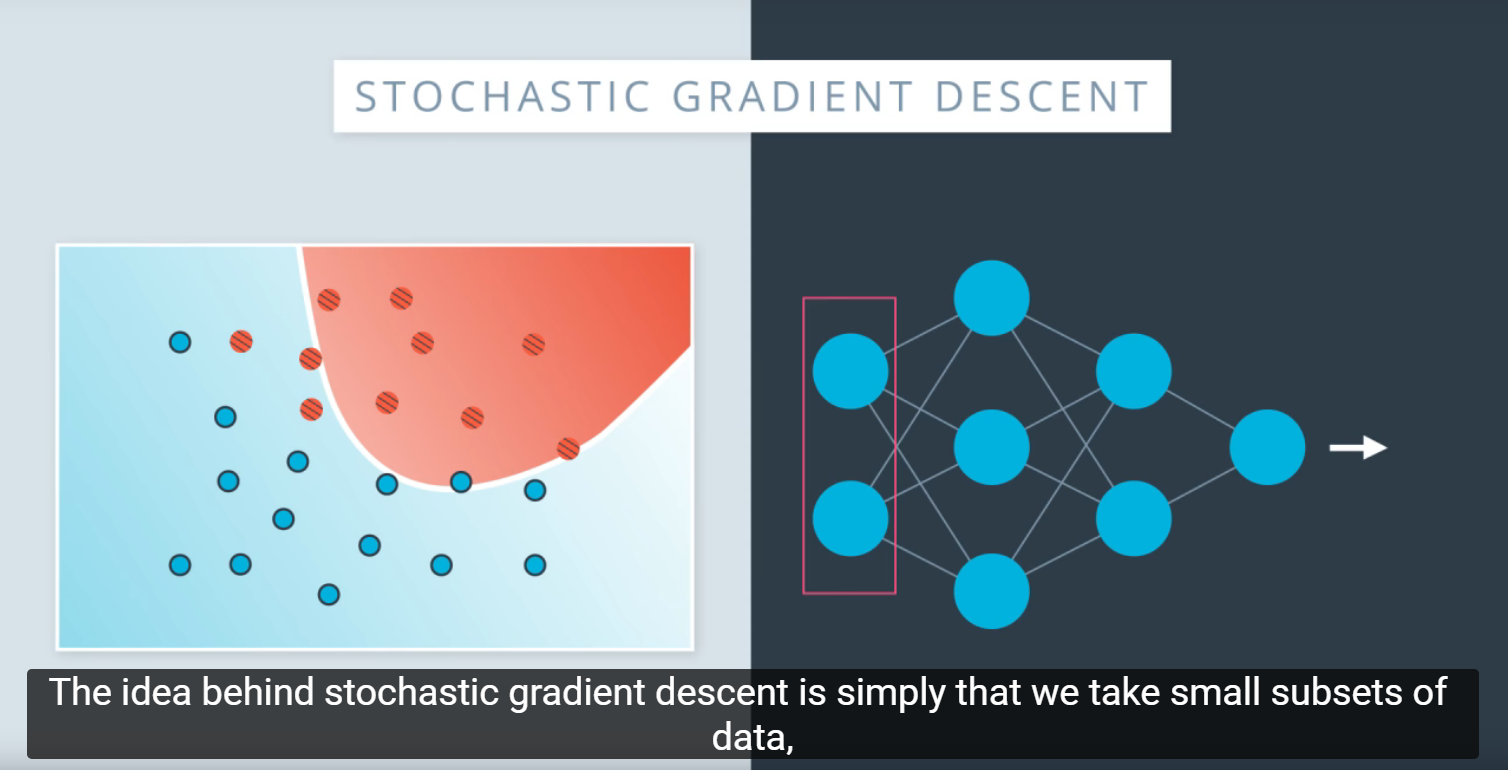 STOCHASTIC GRADIENT DESCENT
The idea behind stochastic gradient descent is simply that we take small subsets of
data,